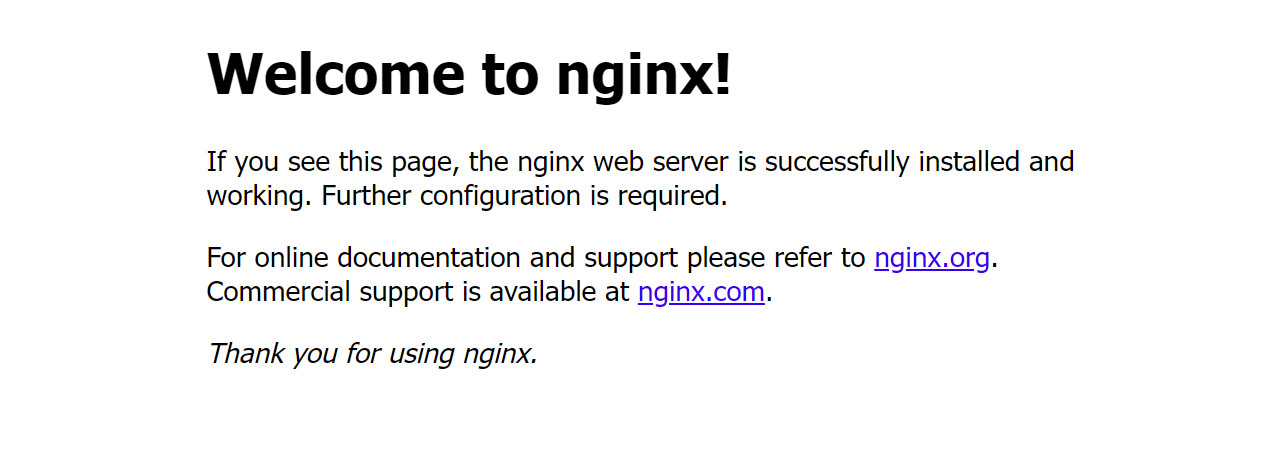 Welcome to nginx!
If you see this page, the nginx web server is successfully installed and
working. Further configuration is required.
For online documentation and support please refer to nginx.org.
Commercial support is available at nginx.com.
Thank you for using nginx.